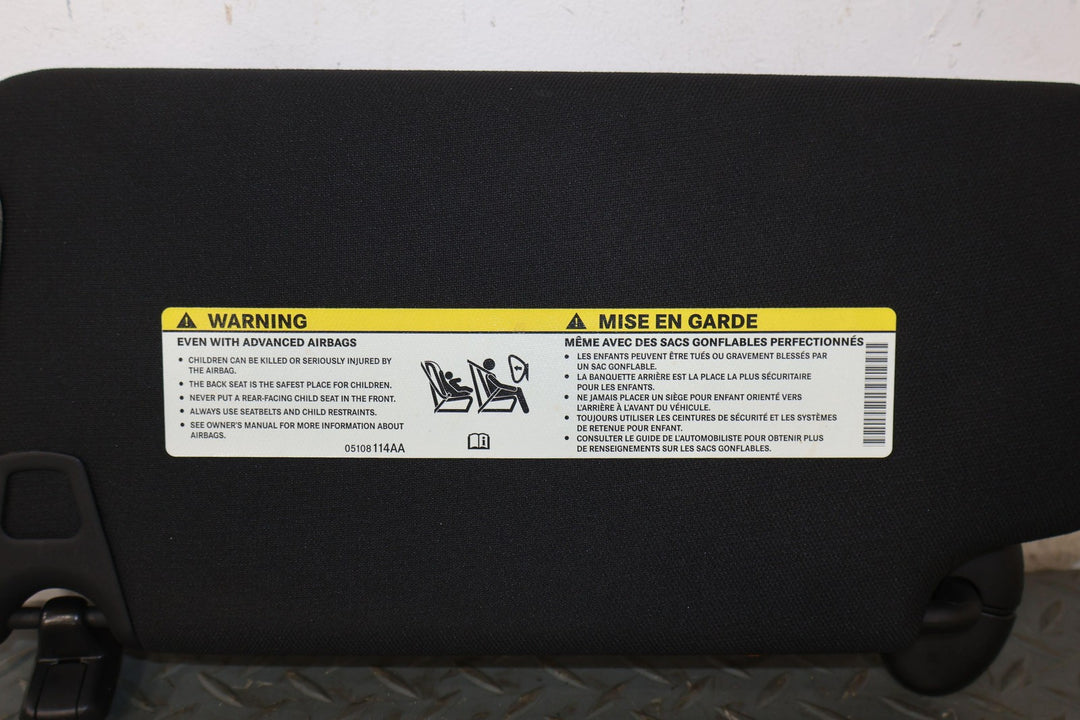 WARNING
EVEN WITH ADVANCED AIRBAGS
• CHILDREN CAN BE KILLED OR SERIOUSLY INJURED BY
THE AIRBAG.
• THE BACK SEAT IS THE SAFEST PLACE FOR CHILDREN.
• NEVER PUT A REAR-FACING CHILD SEAT IN THE FRONT.
• ALWAYS USE SEATBELTS AND CHILD RESTRAINTS.
• SEE OWNER'S MANUAL FOR MORE INFORMATION ABOUT
AIRBAGS.
05108114AA
MISE EN GARDE
MÊME AVEC DES SACS GONFLABLES PERFECTIONNÉS
• LES ENFANTS PEUVENT ÊTRE TUÉS OU GRAVEMENT BLESSÉS PAR
UN SAC GONFLABLE.
• LA BANQUETTE ARRIÈRE EST LA PLACE LA PLUS SÉCURITAIRE
POUR LES ENFANTS.
• NE JAMAIS PLACER UN SIÈGE POUR ENFANT ORIENTÉ VERS
L'ARRIÈRE À L'AVANT DU VÉHICULE.
• TOUJOURS UTILISER LES CEINTURES DE SÉCURITÉ ET LES SYSTÈMES
DE RETENUE POUR ENFANT.
• CONSULTER LE GUIDE DE L'AUTOMOBILISTE POUR OBTENIR PLUS
DE RENSEIGNEMENTS SUR LES SACS GONFLABLES.